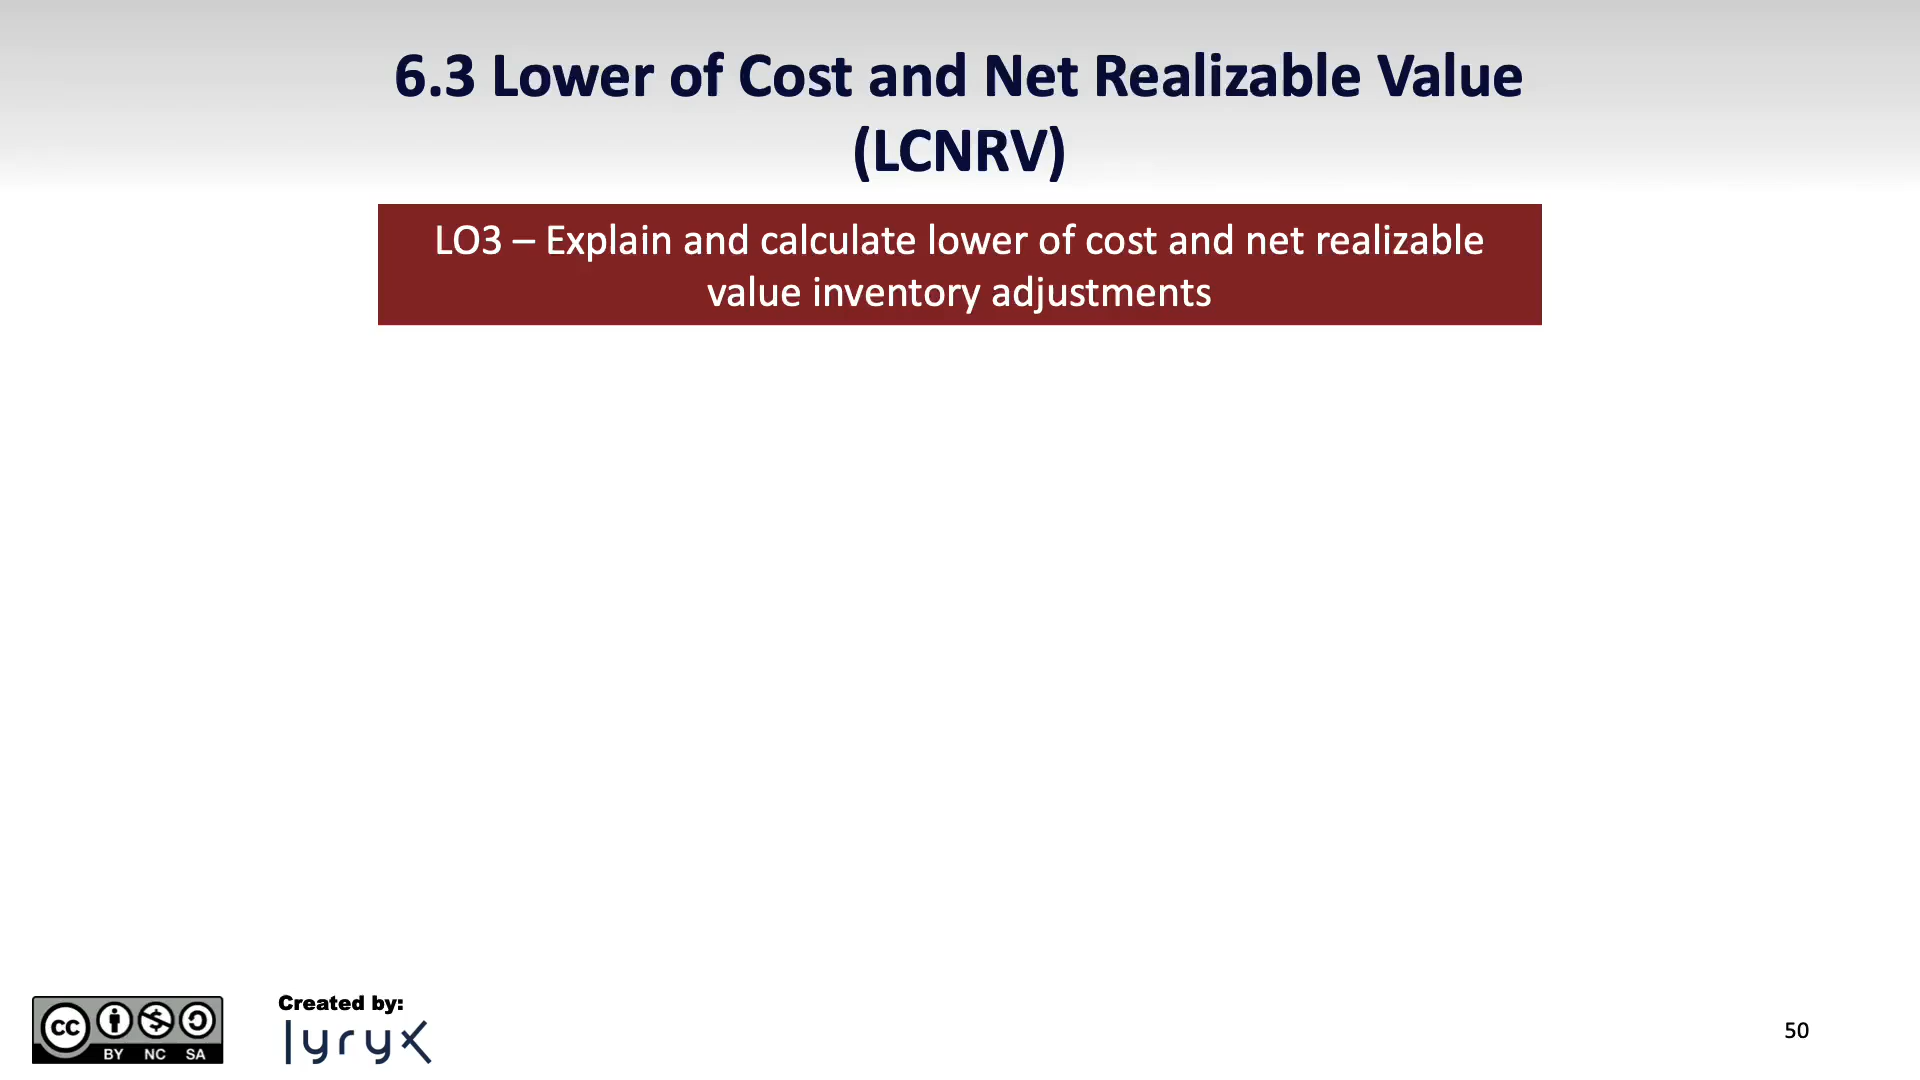 6.3 Lower of Cost and Net Realizable Value
(LCNRV)
LO3 – Explain and calculate lower of cost and net realizable
value inventory adjustments
cc
BY NC SA
Created by:
lyryx
50